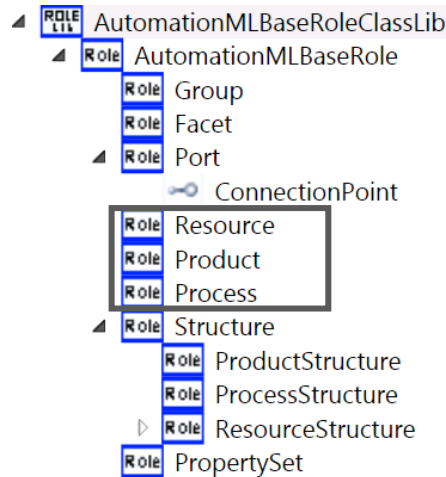 ROLE LIB AutomationMLBaseRoleClassLib
Role AutomationMLBaseRole
Role Group
Role Facet
Role Port
ConnectionPoint
Role Resource
Role Product
Role Process
Role Structure
Role ProductStructure
Role ProcessStructure
Role ResourceStructure
Role PropertySet